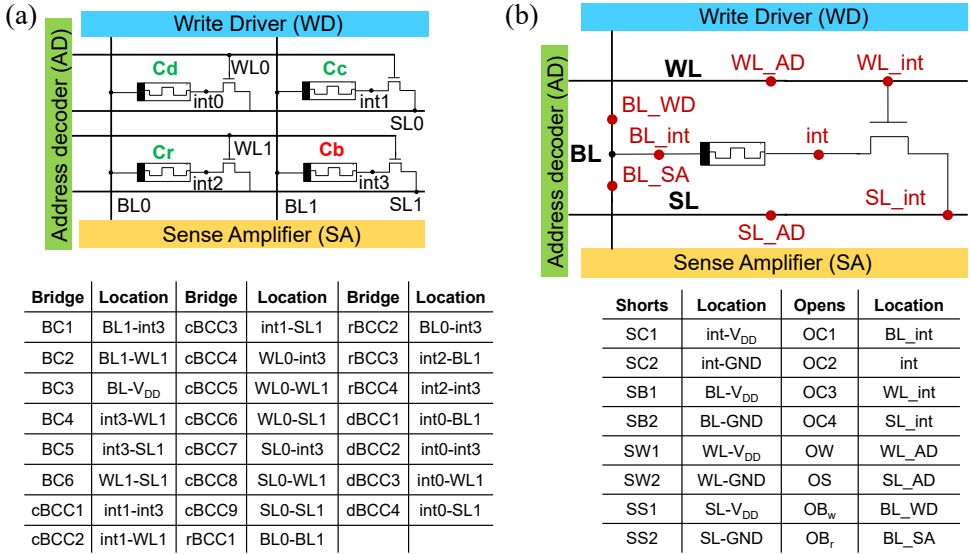 (a)
Write Driver (WD)
Address decoder (AD)
Cd
WL0
Cc
int0
int1
SL0
Cr
WL1
Cb
int2
int3
BL0
BL1
SL1
Sense Amplifier (SA)
Bridge Location Bridge Location Bridge Location
BC1 BL1-int3 cBCC3 int1-SL1 rBCC2 BL0-int3
BC2 BL1-WL1 cBCC4 WL0-int3 rBCC3 int2-BL1
BC3 BL-VDD cBCC5 WL0-WL1 rBCC4 int2-int3
BC4 int3-WL1 cBCC6 WL0-SL1 dBCC1 int0-BL1
BC5 int3-SL1 cBCC7 SL0-int3 dBCC2 int0-int3
BC6 WL1-SL1 cBCC8 SL0-WL1 dBCC3 int0-WL1
cBCC1 int1-int3 cBCC9 SL0-SL1 dBCC4 int0-SL1
cBCC2 int1-WL1 rBCC1 BL0-BL1
(b)
Write Driver (WD)
Address decoder (AD)
WL
WL_AD
WL_int
BL_WD
BL_int
int
BL
BL_SA
SL
SL_int
SL_AD
Sense Amplifier (SA)
Shorts Location Opens Location
SC1 int-VDD OC1 BL_int
SC2 int-GND OC2 int
SB1 BL-VDD OC3 WL_int
SB2 BL-GND OC4 SL_int
SW1 WL-VDD OW WL_AD
SW2 WL-GND OS SL_AD
SS1 SL-VDD OBw BL_WD
SS2 SL-GND OBr BL_SA